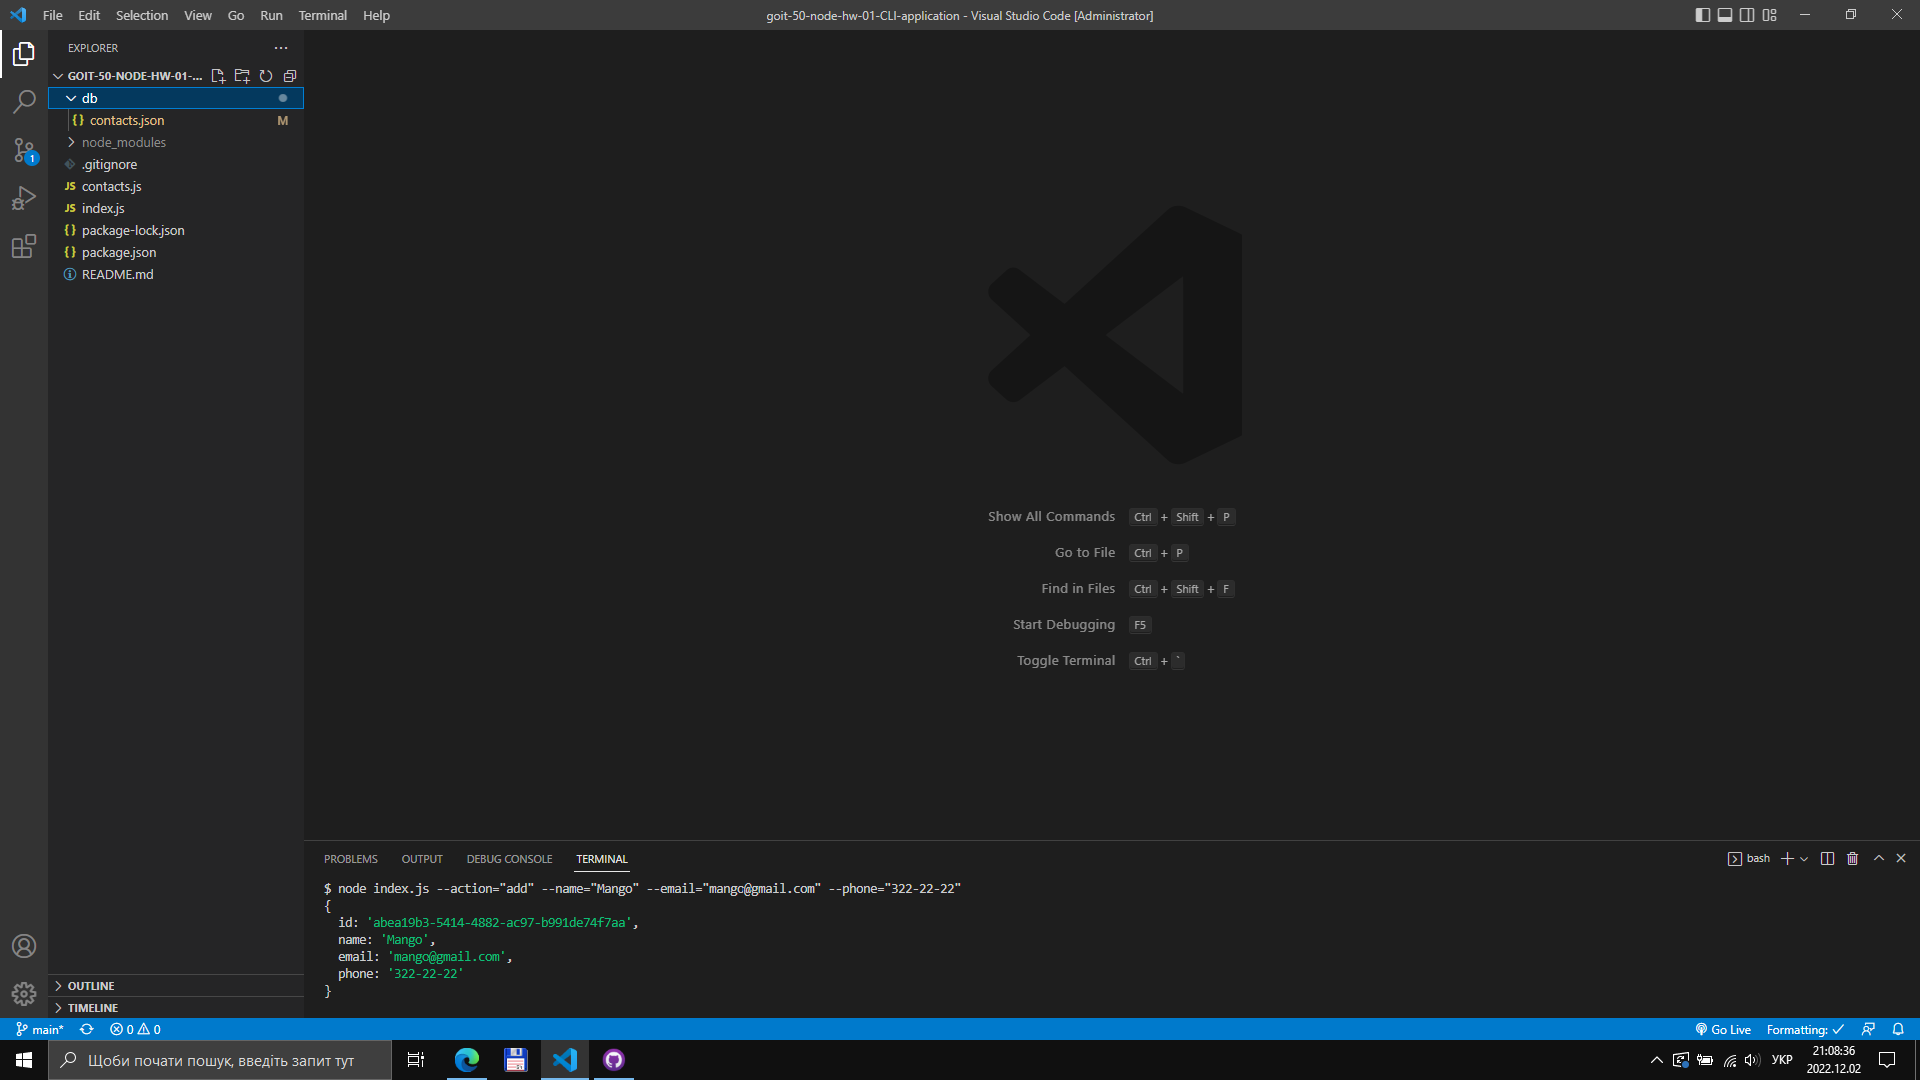 File Edit Selection View Go Run Terminal Help
goit-50-node-hw-01-CLI-application - Visual Studio Code [Administrator]
EXPLORER
GOIT-50-NODE-HW-01-...
db
contacts.json M
node_modules
.gitignore
JS contacts.js
JS index.js
{} package-lock.json
{} package.json
README.md
1
Show All Commands Ctrl + Shift + P
Go to File Ctrl + P
Find in Files Ctrl + Shift + F
Start Debugging F5
Toggle Terminal Ctrl + `
PROBLEMS OUTPUT DEBUG CONSOLE TERMINAL
bash
$ node index.js --action="add" --name="Mango" --email="mango@gmail.com" --phone="322-22-22"
{
id: 'abea19b3-5414-4882-ac97-b991de74f7aa',
name: 'Mango',
email: 'mango@gmail.com',
phone: '322-22-22'
}
OUTLINE
TIMELINE
main* 0 0
Go Live Formatting: ✓
Щоби почати пошук, введіть запит тут
УКР
21:08:36
2022.12.02